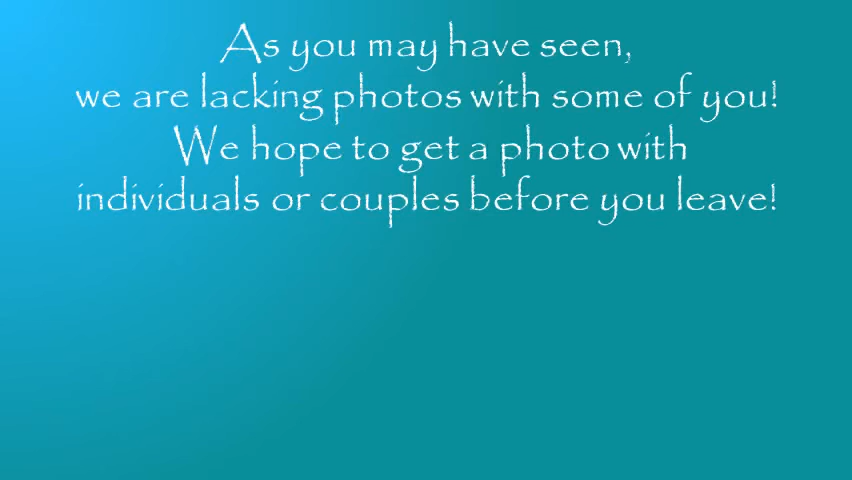 As you may have seen,
we are lacking photos with some of you!
We hope to get a photo with
individuals or couples before you leave!